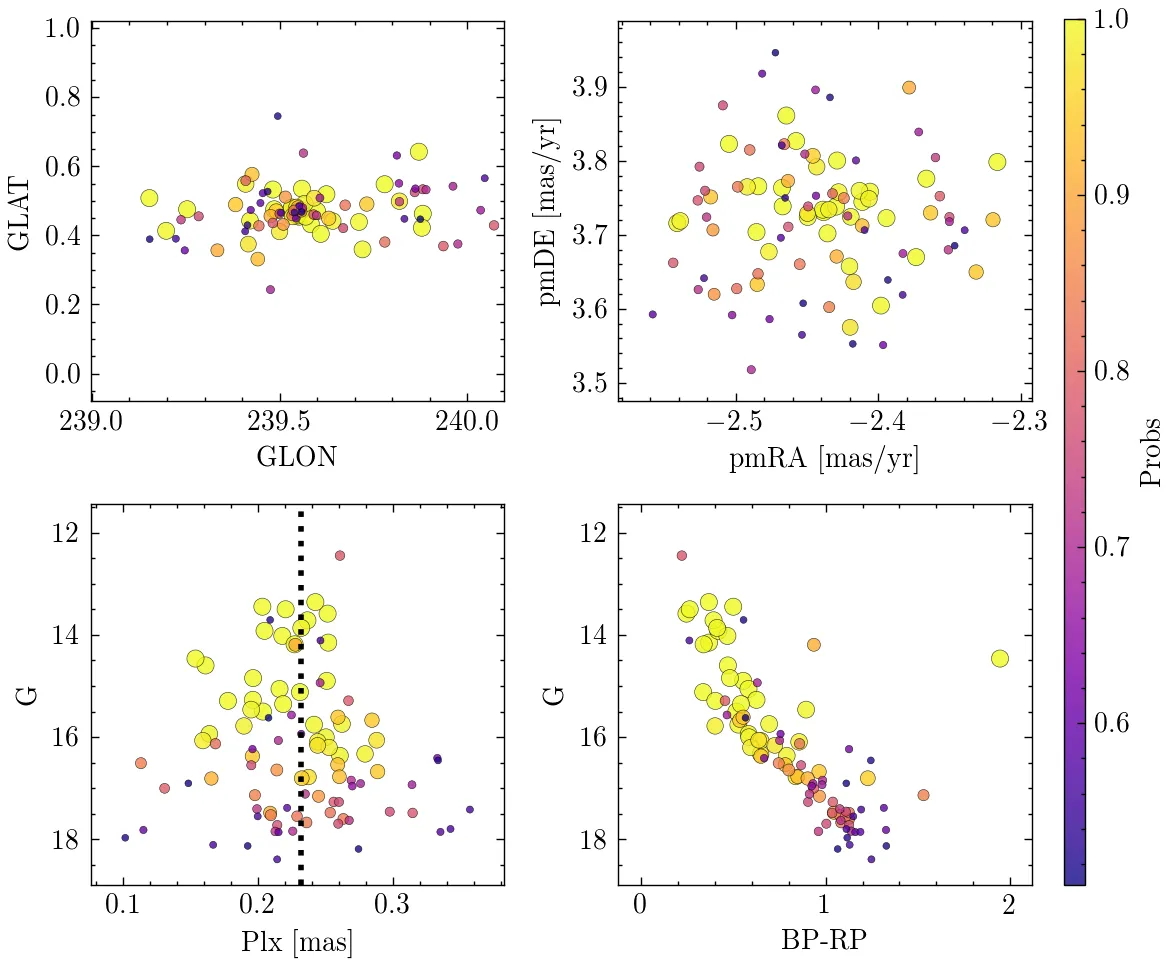 1.0
0.8
0.6
0.4
0.2
0.0
GLAT
239.0 239.5 240.0
GLON
3.9
3.8
3.7
3.6
3.5
pmDE [mas/yr]
−2.5 −2.4 −2.3
pmRA [mas/yr]
1.0
0.9
0.8
0.7
0.6
Probs
12
14
16
18
G
0.1 0.2 0.3
Plx [mas]
12
14
16
18
G
0 1 2
BP-RP